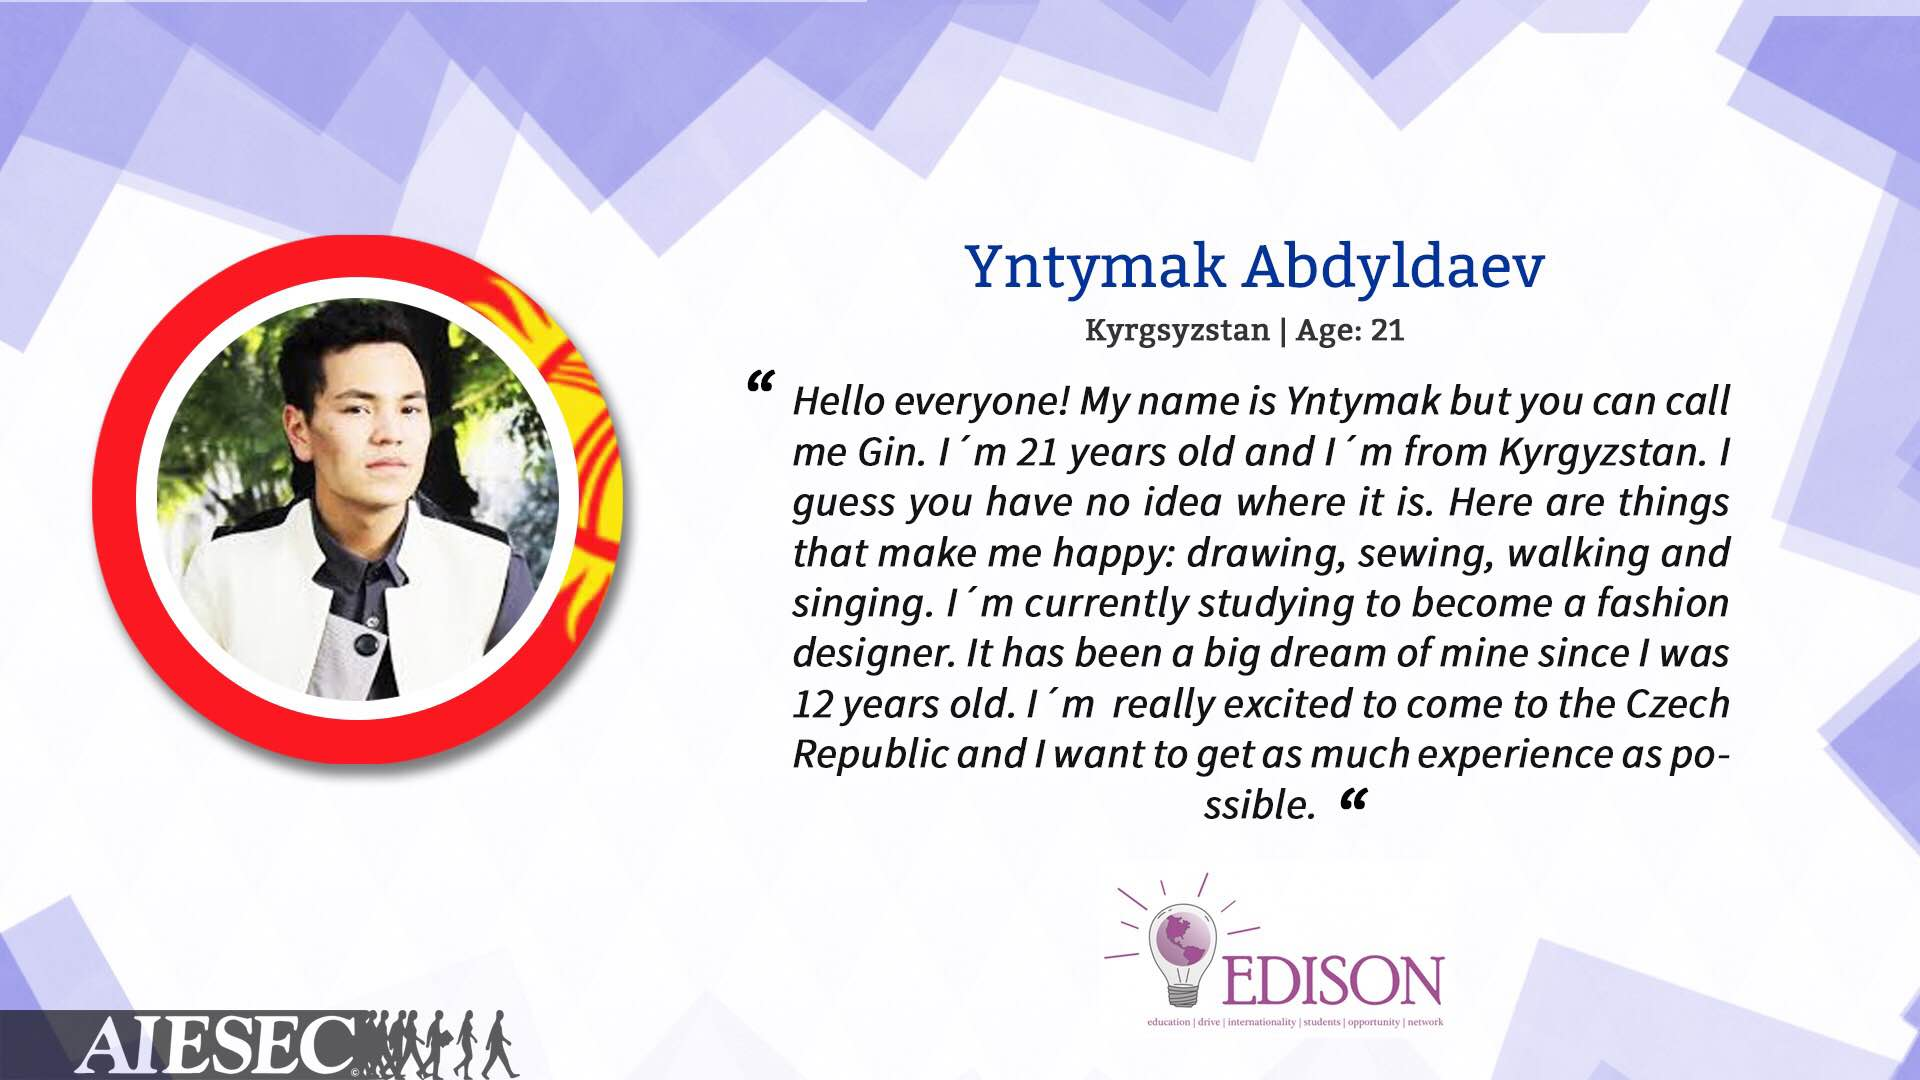 Yntymak Abdyldaev
Kyrgsyzstan | Age: 21
“ Hello everyone! My name is Yntymak but you can call
me Gin. I´m 21 years old and I´m from Kyrgyzstan. I
guess you have no idea where it is. Here are things
that make me happy: drawing, sewing, walking and
singing. I´m currently studying to become a fashion
designer. It has been a big dream of mine since I was
12 years old. I´m  really excited to come to the Czech
Republic and I want to get as much experience as po-
ssible. “
EDISON
education | drive | internationality | students | opportunity | network
AIESEC ©